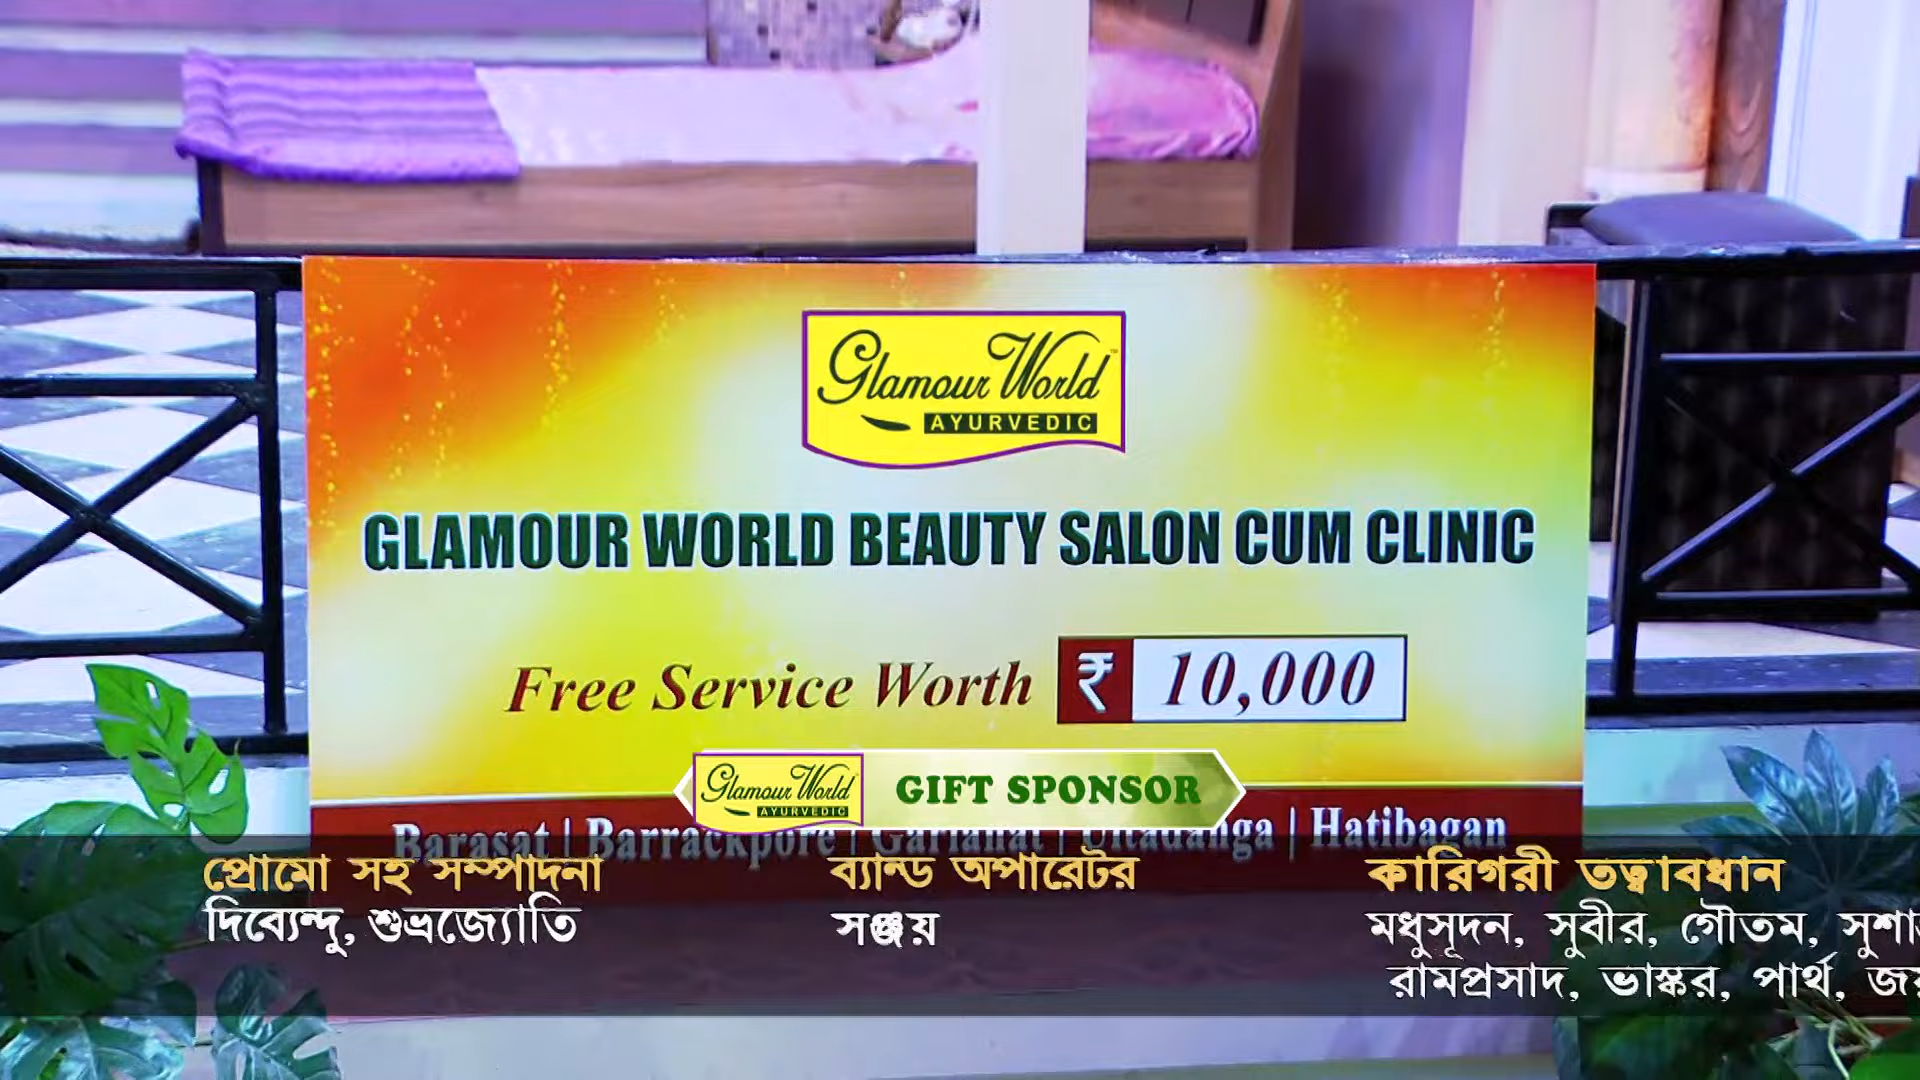 Glamour World
AYURVEDIC
GLAMOUR WORLD BEAUTY SALON CUM CLINIC
Free Service Worth ₹ 10,000
Glamour World
AYURVEDIC
GIFT SPONSOR
Barasat | Barrackpore | Gariahat | Ultadanga | Hatibagan
প্রোমো সহ সম্পাদনা
দিব্যেন্দু, শুভ্রজ্যোতি
ব্যান্ড অপারেটর
সঞ্জয়
কারিগরী তত্ত্বাবধান
মধুসূদন, সুবীর, গৌতম,
রামপ্রসাদ, ভাস্কর, পার্থ,